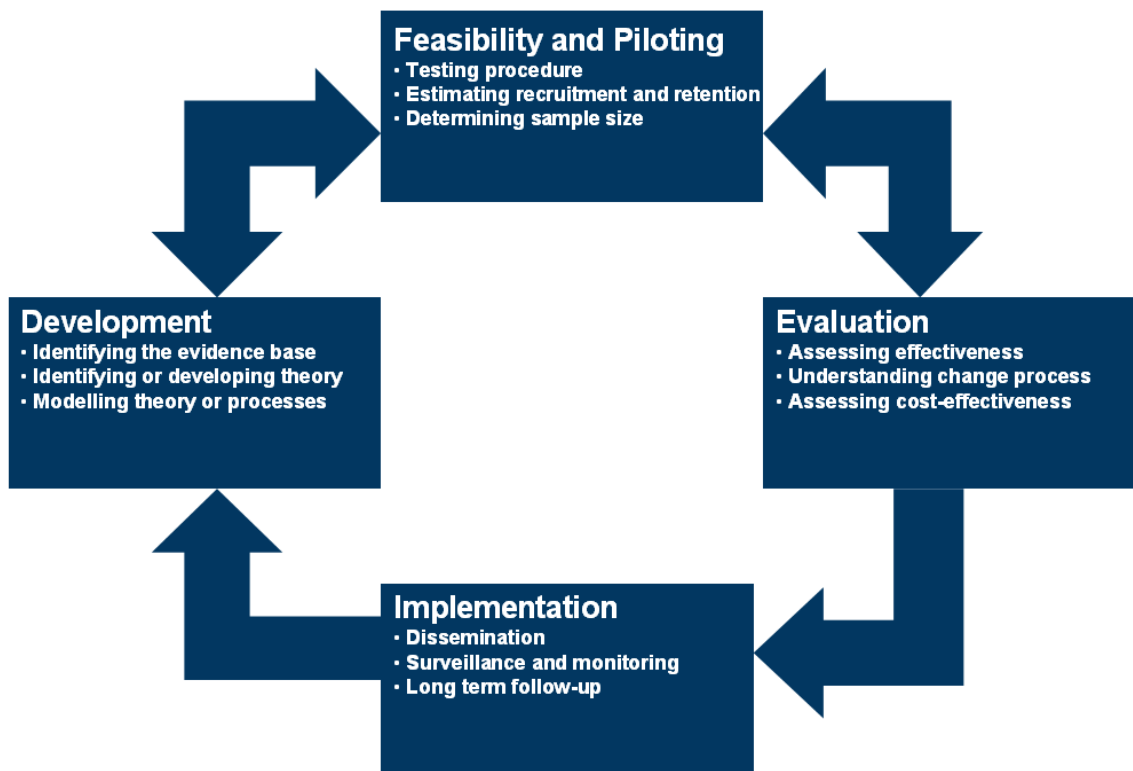 Feasibility and Piloting
· Testing procedure
· Estimating recruitment and retention
· Determining sample size
Development
· Identifying the evidence base
· Identifying or developing theory
· Modelling theory or processes
Evaluation
· Assessing effectiveness
· Understanding change process
· Assessing cost-effectiveness
Implementation
· Dissemination
· Surveillance and monitoring
· Long term follow-up